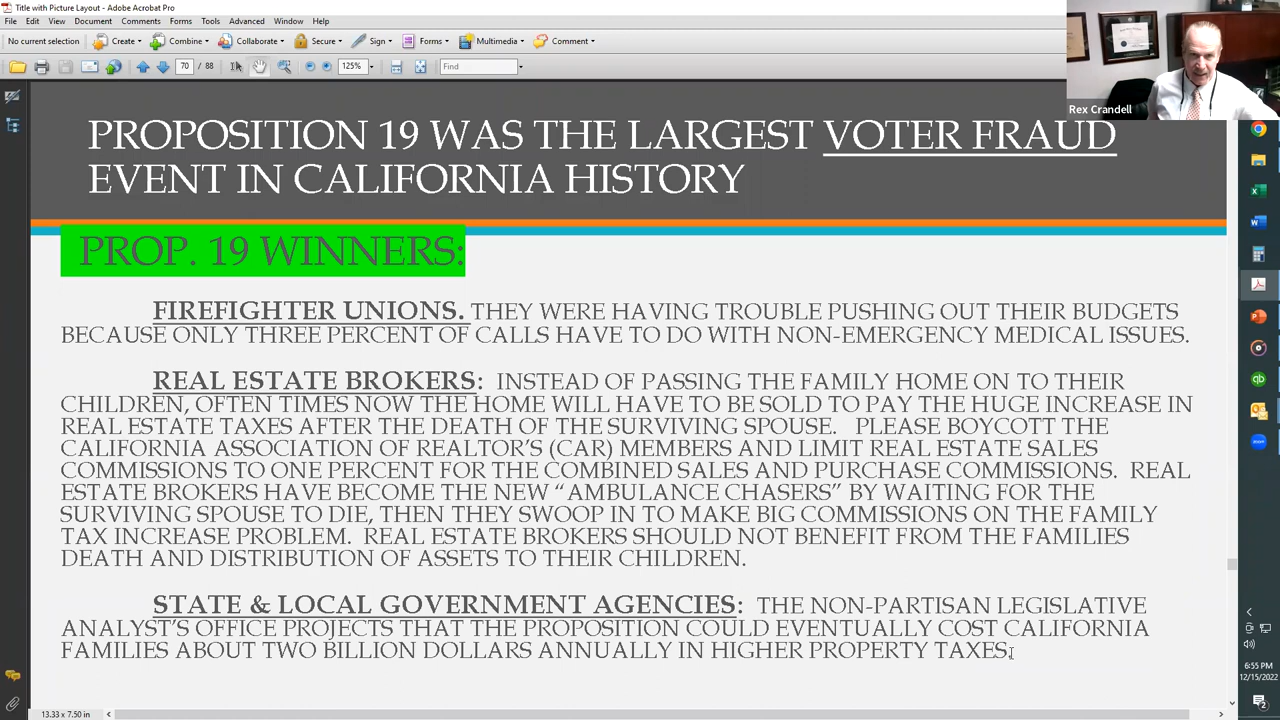 Title with Picture Layout - Adobe Acrobat Pro
File Edit View Document Comments Forms Tools Advanced Window Help
No current selection Create Combine Collaborate Secure Sign Forms Multimedia Comment
70 / 88 125% Find
Rex Crandell
PROPOSITION 19 WAS THE LARGEST VOTER FRAUD
EVENT IN CALIFORNIA HISTORY
PROP. 19 WINNERS:
FIREFIGHTER UNIONS. THEY WERE HAVING TROUBLE PUSHING OUT THEIR BUDGETS
BECAUSE ONLY THREE PERCENT OF CALLS HAVE TO DO WITH NON-EMERGENCY MEDICAL ISSUES.
REAL ESTATE BROKERS: INSTEAD OF PASSING THE FAMILY HOME ON TO THEIR
CHILDREN, OFTEN TIMES NOW THE HOME WILL HAVE TO BE SOLD TO PAY THE HUGE INCREASE IN
REAL ESTATE TAXES AFTER THE DEATH OF THE SURVIVING SPOUSE. PLEASE BOYCOTT THE
CALIFORNIA ASSOCIATION OF REALTOR'S (CAR) MEMBERS AND LIMIT REAL ESTATE SALES
COMMISSIONS TO ONE PERCENT FOR THE COMBINED SALES AND PURCHASE COMMISSIONS. REAL
ESTATE BROKERS HAVE BECOME THE NEW “AMBULANCE CHASERS” BY WAITING FOR THE
SURVIVING SPOUSE TO DIE, THEN THEY SWOOP IN TO MAKE BIG COMMISSIONS ON THE FAMILY
TAX INCREASE PROBLEM. REAL ESTATE BROKERS SHOULD NOT BENEFIT FROM THE FAMILIES
DEATH AND DISTRIBUTION OF ASSETS TO THEIR CHILDREN.
STATE & LOCAL GOVERNMENT AGENCIES: THE NON-PARTISAN LEGISLATIVE
ANALYST'S OFFICE PROJECTS THAT THE PROPOSITION COULD EVENTUALLY COST CALIFORNIA
FAMILIES ABOUT TWO BILLION DOLLARS ANNUALLY IN HIGHER PROPERTY TAXES.
6:55 PM
12/15/2022
13.33 x 7.50 in